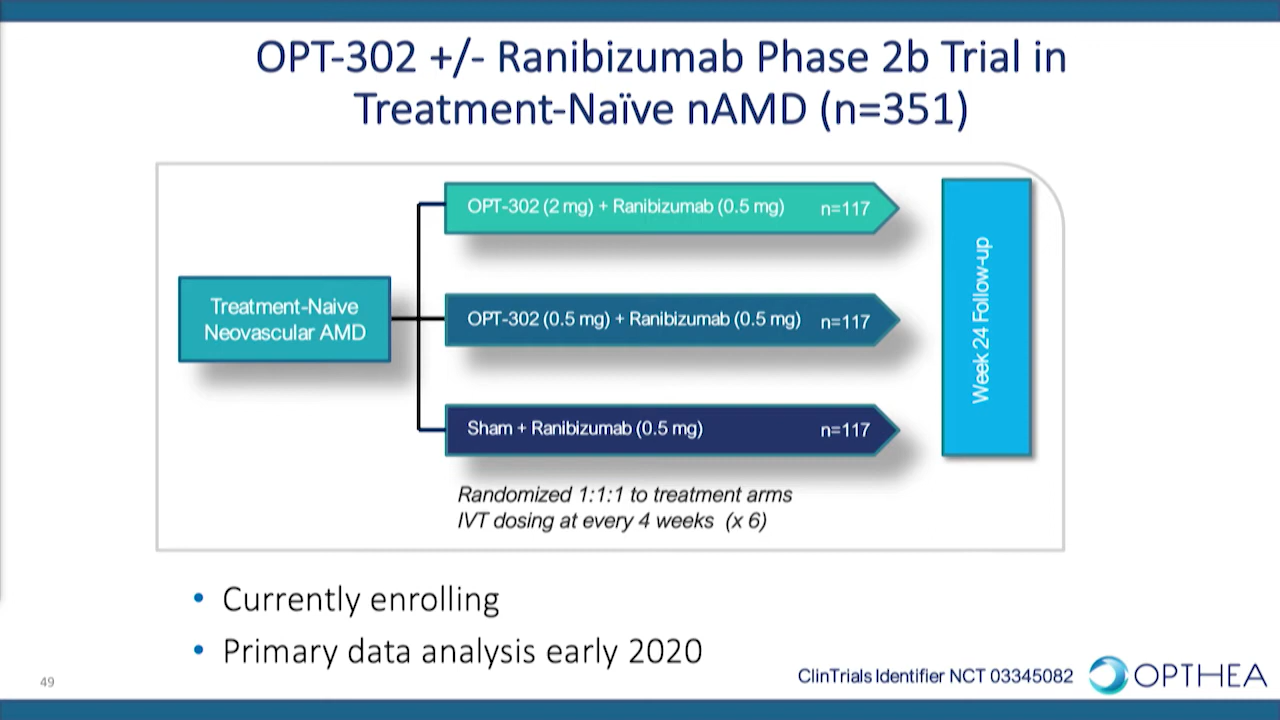 OPT-302 +/- Ranibizumab Phase 2b Trial in
Treatment-Naïve nAMD (n=351)
OPT-302 (2 mg) + Ranibizumab (0.5 mg) n=117
Treatment-Naive
Neovascular AMD
OPT-302 (0.5 mg) + Ranibizumab (0.5 mg) n=117
Sham + Ranibizumab (0.5 mg) n=117
Week 24 Follow-up
Randomized 1:1:1 to treatment arms
IVT dosing at every 4 weeks (x 6)
• Currently enrolling
• Primary data analysis early 2020
49
ClinTrials Identifier NCT 03345082
OPTHEA